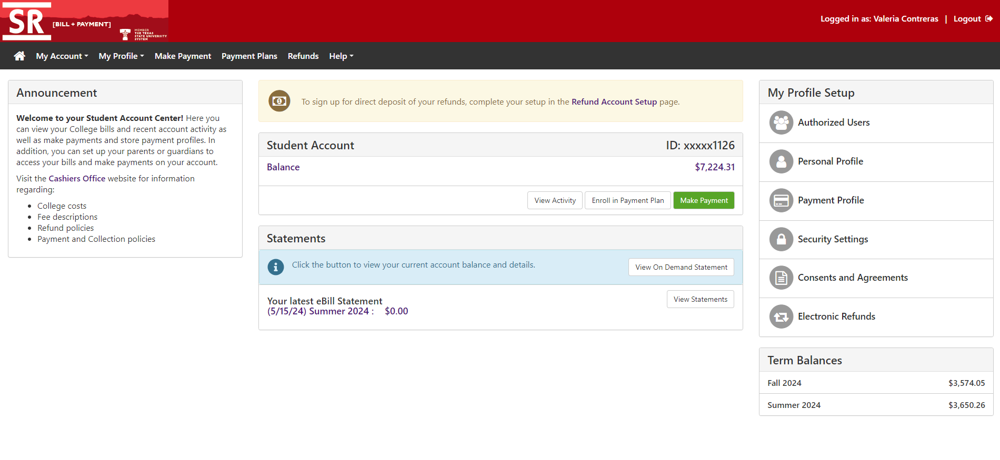 SR
[BILL + PAYMENT]
MEMBER
THE TEXAS
STATE UNIVERSITY
SYSTEM
Logged in as: Valeria Contreras | Logout
My Account
My Profile
Make Payment
Payment Plans
Refunds
Help
Announcement
Welcome to your Student Account Center! Here you
can view your College bills and recent account activity as
well as make payments and store payment profiles. In
addition, you can set up your parents or guardians to
access your bills and make payments on your account.
Visit the Cashiers Office website for information
regarding:
• College costs
• Fee descriptions
• Refund policies
• Payment and Collection policies
To sign up for direct deposit of your refunds, complete your setup in the Refund Account Setup page.
Student Account ID: xxxxx1126
Balance $7,224.31
View Activity
Enroll in Payment Plan
Make Payment
Statements
Click the button to view your current account balance and details.
View On Demand Statement
Your latest eBill Statement
(5/15/24) Summer 2024 : $0.00
View Statements
My Profile Setup
Authorized Users
Personal Profile
Payment Profile
Security Settings
Consents and Agreements
Electronic Refunds
Term Balances
Fall 2024 $3,574.05
Summer 2024 $3,650.26